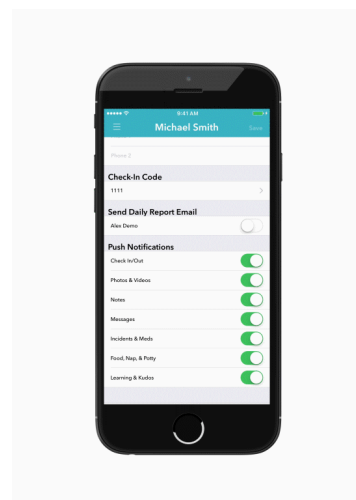 9:41 AM
Michael Smith
Save
Phone 2
Check-In Code
1111
Send Daily Report Email
Alex Demo
Push Notifications
Check In/Out
Photos & Videos
Notes
Messages
Incidents & Meds
Food, Nap, & Potty
Learning & Kudos